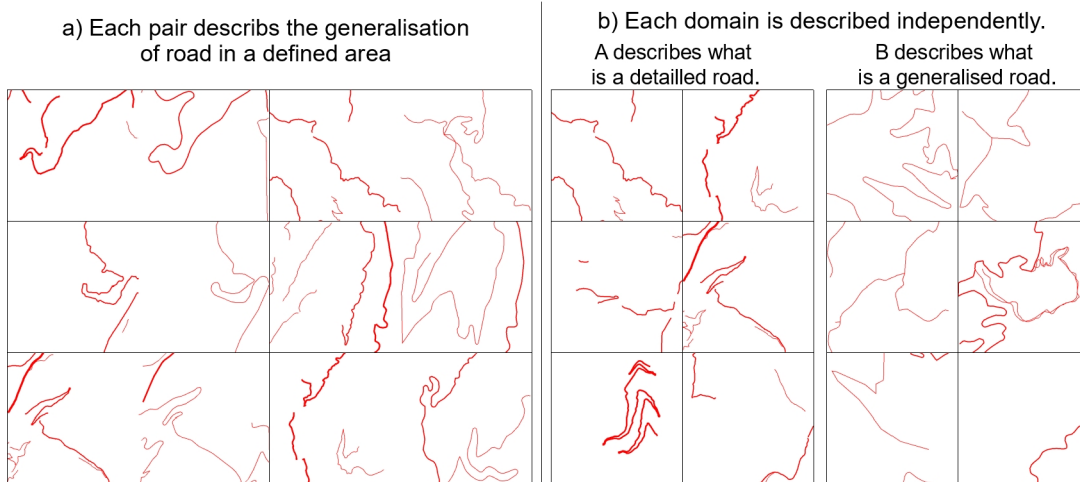 a) Each pair describs the generalisation
of road in a defined area
b) Each domain is described independently.
A describes what
is a detailled road.
B describes what
is a generalised road.